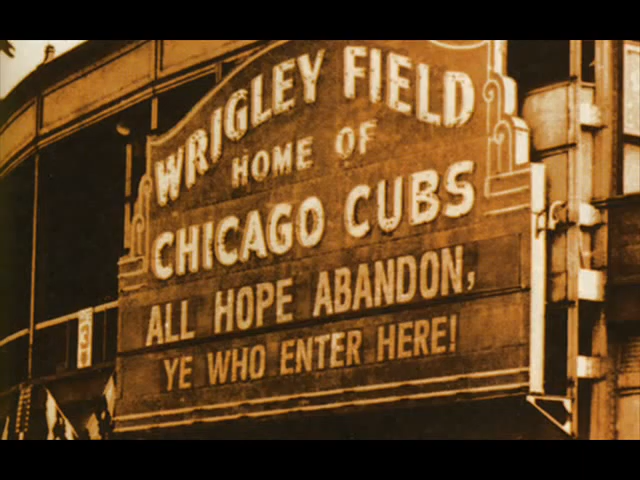 WRIGLEY FIELD
HOME OF
CHICAGO CUBS
ALL HOPE ABANDON,
YE WHO ENTER HERE!